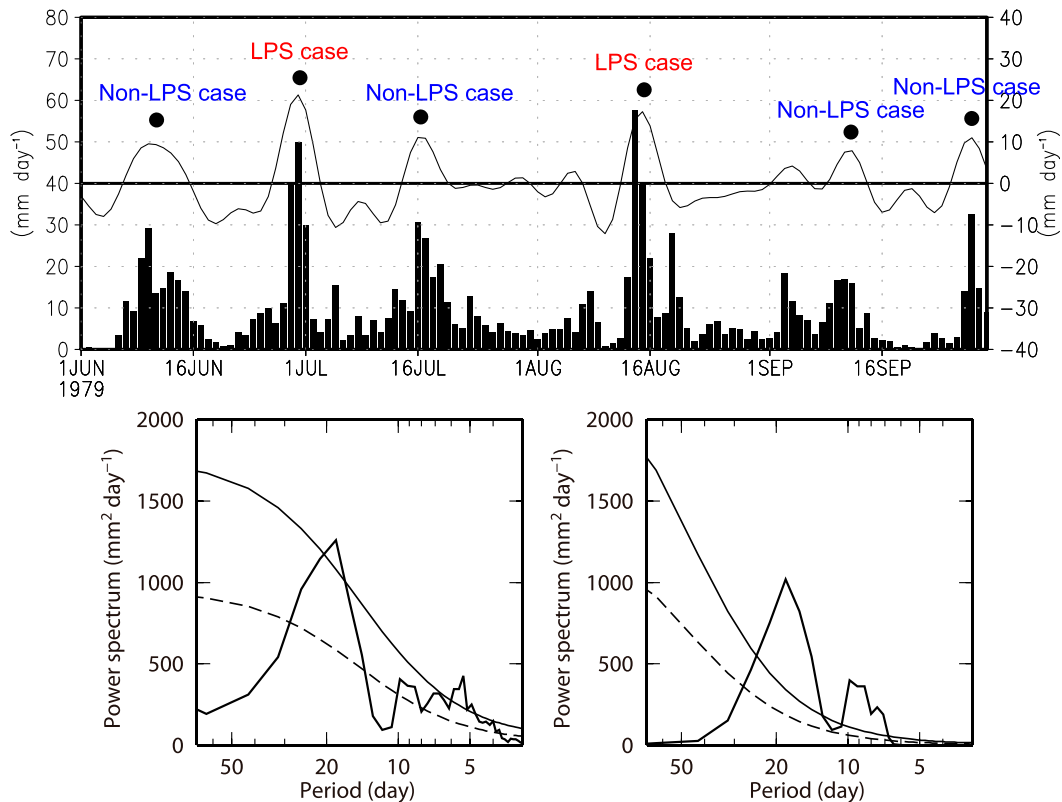 80
70
60
50
40
30
20
10
0
(mm day⁻¹)
40
30
20
10
0
−10
−20
−30
−40
(mm day⁻¹)
LPS case
Non-LPS case
Non-LPS case
LPS case
Non-LPS case
Non-LPS case
1JUN 16JUN 1JUL 16JUL 1AUG 16AUG 1SEP 16SEP
1979
2000
1500
1000
500
0
Power spectrum (mm² day⁻¹)
50 20 10 5
Period (day)
2000
1500
1000
500
0
Power spectrum (mm² day⁻¹)
50 20 10 5
Period (day)